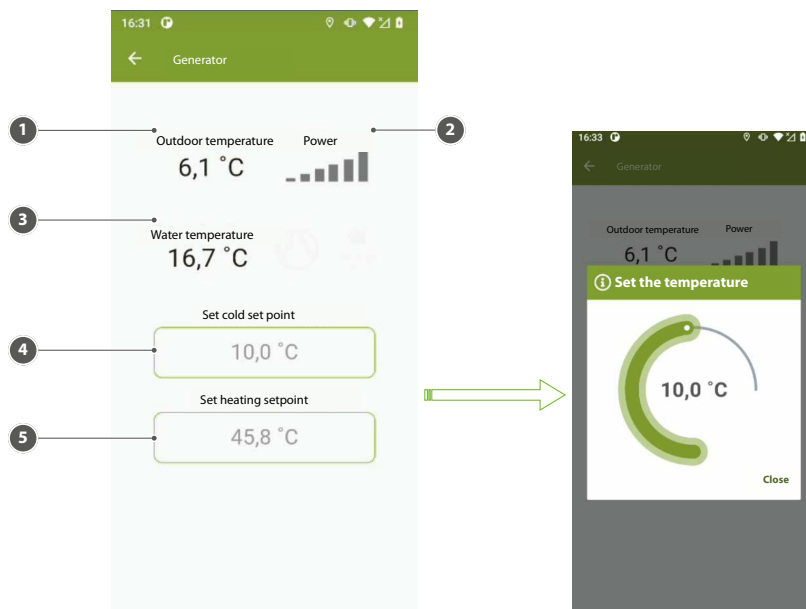 16:31
Generator
1
2
Outdoor temperature Power
6,1 °C
3
Water temperature
16,7 °C
Set cold set point
4
10,0 °C
Set heating setpoint
5
45,8 °C
16:33
Generator
Outdoor temperature Power
6,1 °C
Set the temperature
10,0 °C
Close